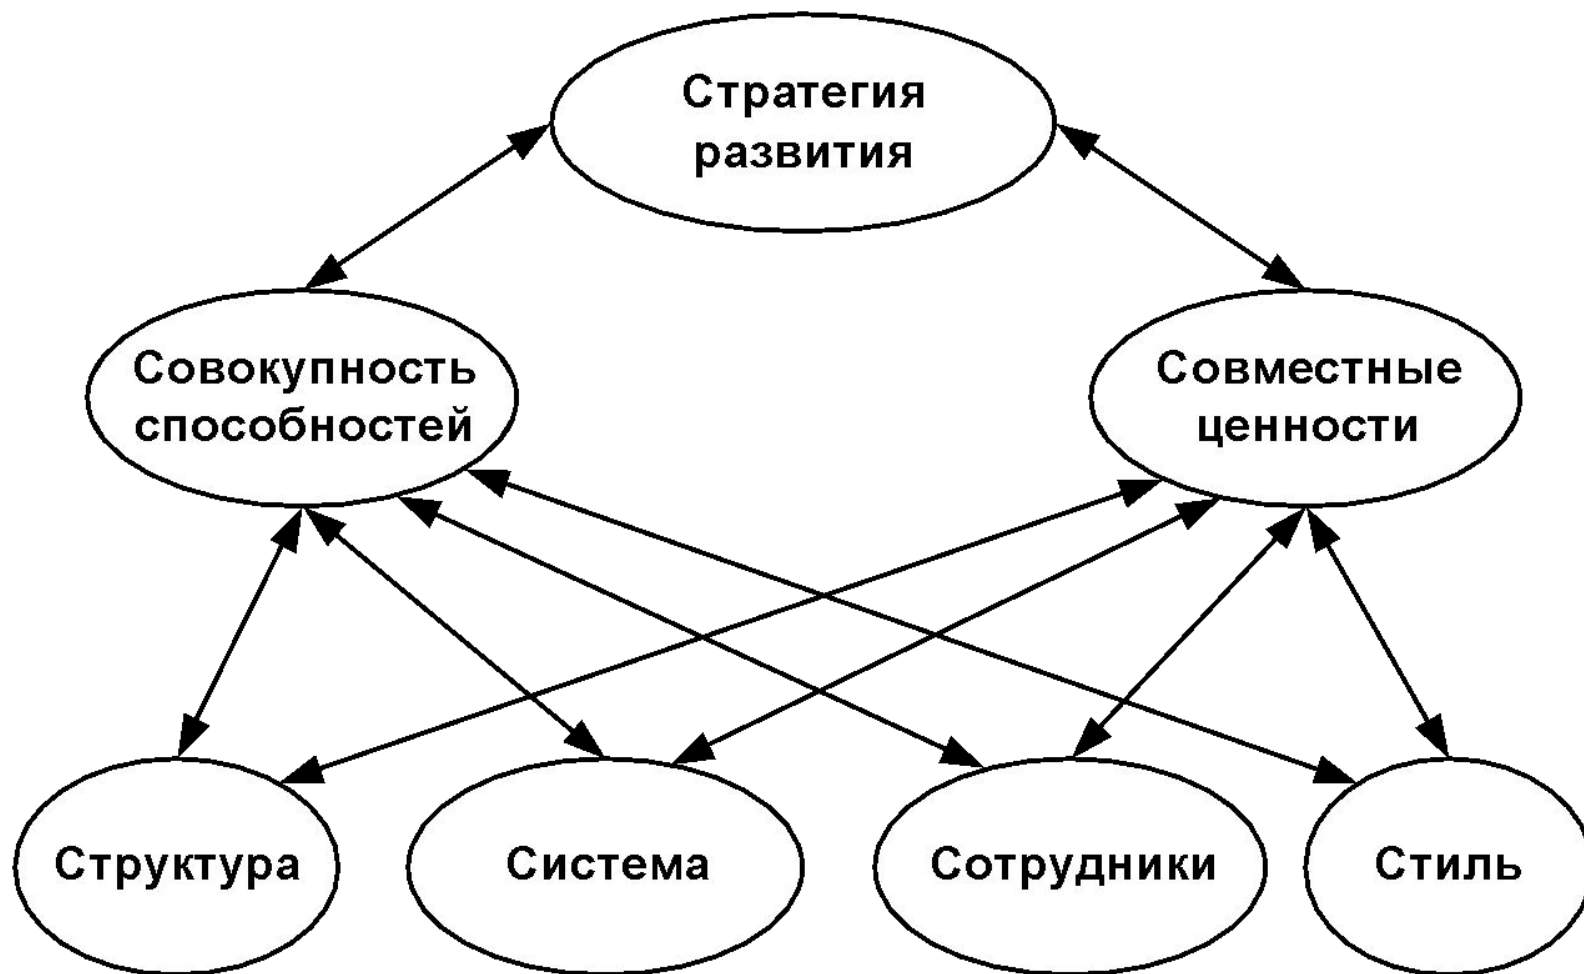 Стратегия
развития
Совокупность
способностей
Совместные
ценности
Структура
Система
Сотрудники
Стиль